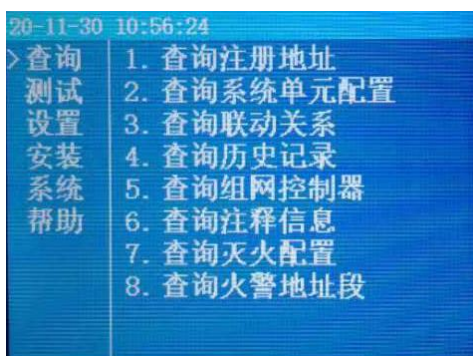 20-11-30 10:56:24
>查询
测试
设置
安装
系统
帮助
1. 查询注册地址
2. 查询系统单元配置
3. 查询联动关系
4. 查询历史记录
5. 查询组网控制器
6. 查询注释信息
7. 查询灭火配置
8. 查询火警地址段